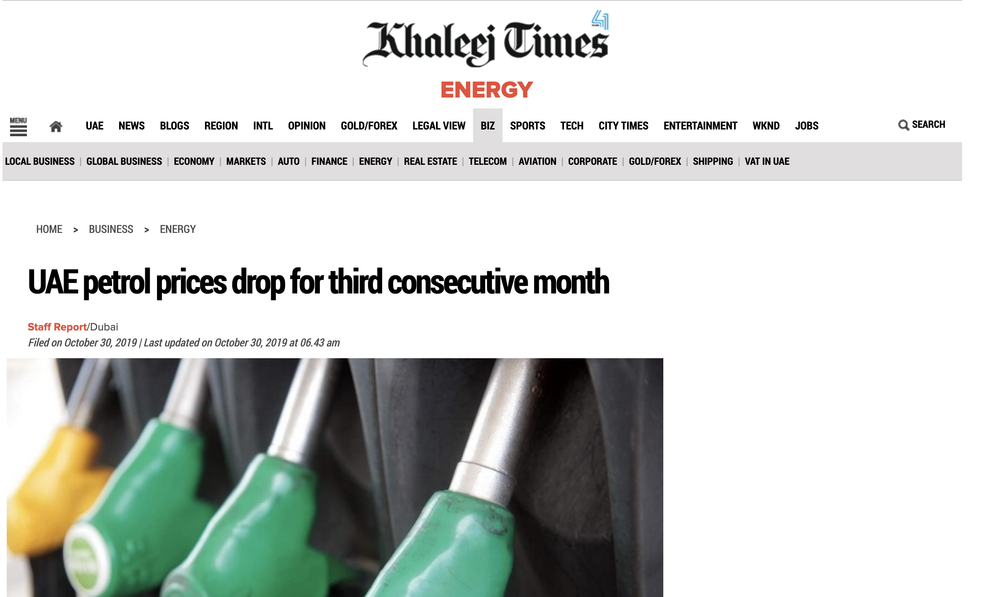 Khaleej Times
41
ENERGY
MENU
UAE NEWS BLOGS REGION INTL OPINION GOLD/FOREX LEGAL VIEW BIZ SPORTS TECH CITY TIMES ENTERTAINMENT WKND JOBS SEARCH
LOCAL BUSINESS | GLOBAL BUSINESS | ECONOMY | MARKETS | AUTO | FINANCE | ENERGY | REAL ESTATE | TELECOM | AVIATION | CORPORATE | GOLD/FOREX | SHIPPING | VAT IN UAE
HOME > BUSINESS > ENERGY
UAE petrol prices drop for third consecutive month
Staff Report/Dubai
Filed on October 30, 2019 | Last updated on October 30, 2019 at 06.43 am